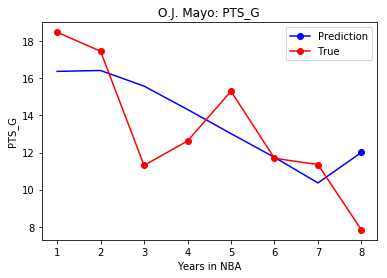 O.J. Mayo: PTS_G
Prediction
True
18
16
14
12
10
8
PTS_G
1 2 3 4 5 6 7 8
Years in NBA